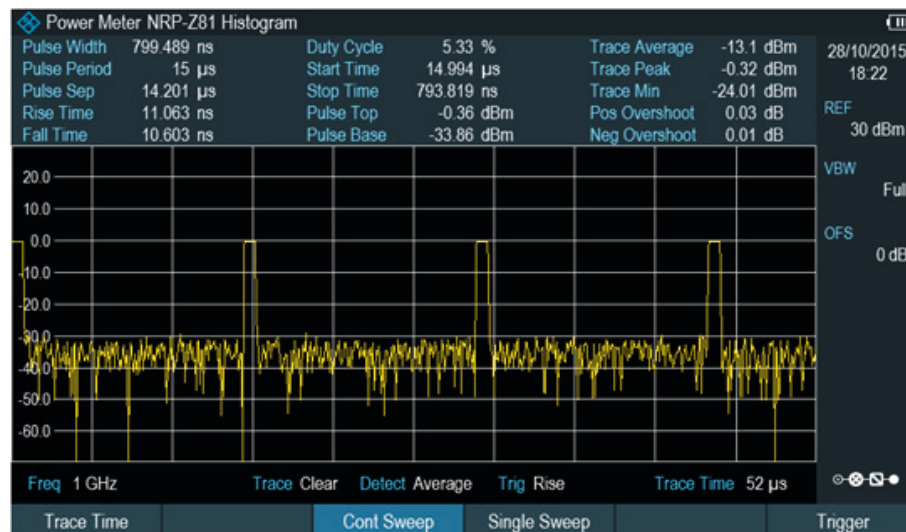 Power Meter NRP-Z81 Histogram
Pulse Width 799.489 ns Duty Cycle 5.33 % Trace Average -13.1 dBm
Pulse Period 15 µs Start Time 14.994 µs Trace Peak -0.32 dBm
Pulse Sep 14.201 µs Stop Time 793.819 ns Trace Min -24.01 dBm
Rise Time 11.063 ns Pulse Top -0.36 dBm Pos Overshoot 0.03 dB
Fall Time 10.603 ns Pulse Base -33.86 dBm Neg Overshoot 0.01 dB
28/10/2015
18:22
REF
30 dBm
VBW
Full
OFS
0 dB
20.0
10.0
0.0
-10.0
-20.0
-30.0
-40.0
-50.0
-60.0
Freq 1 GHz Trace Clear Detect Average Trig Rise Trace Time 52 µs
Trace Time Cont Sweep Single Sweep Trigger